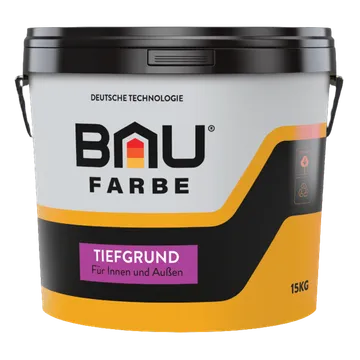 DEUTSCHE TECHNOLOGIE
BAU®
FARBE
TIEFGRUND
Für Innen und Außen
15KG